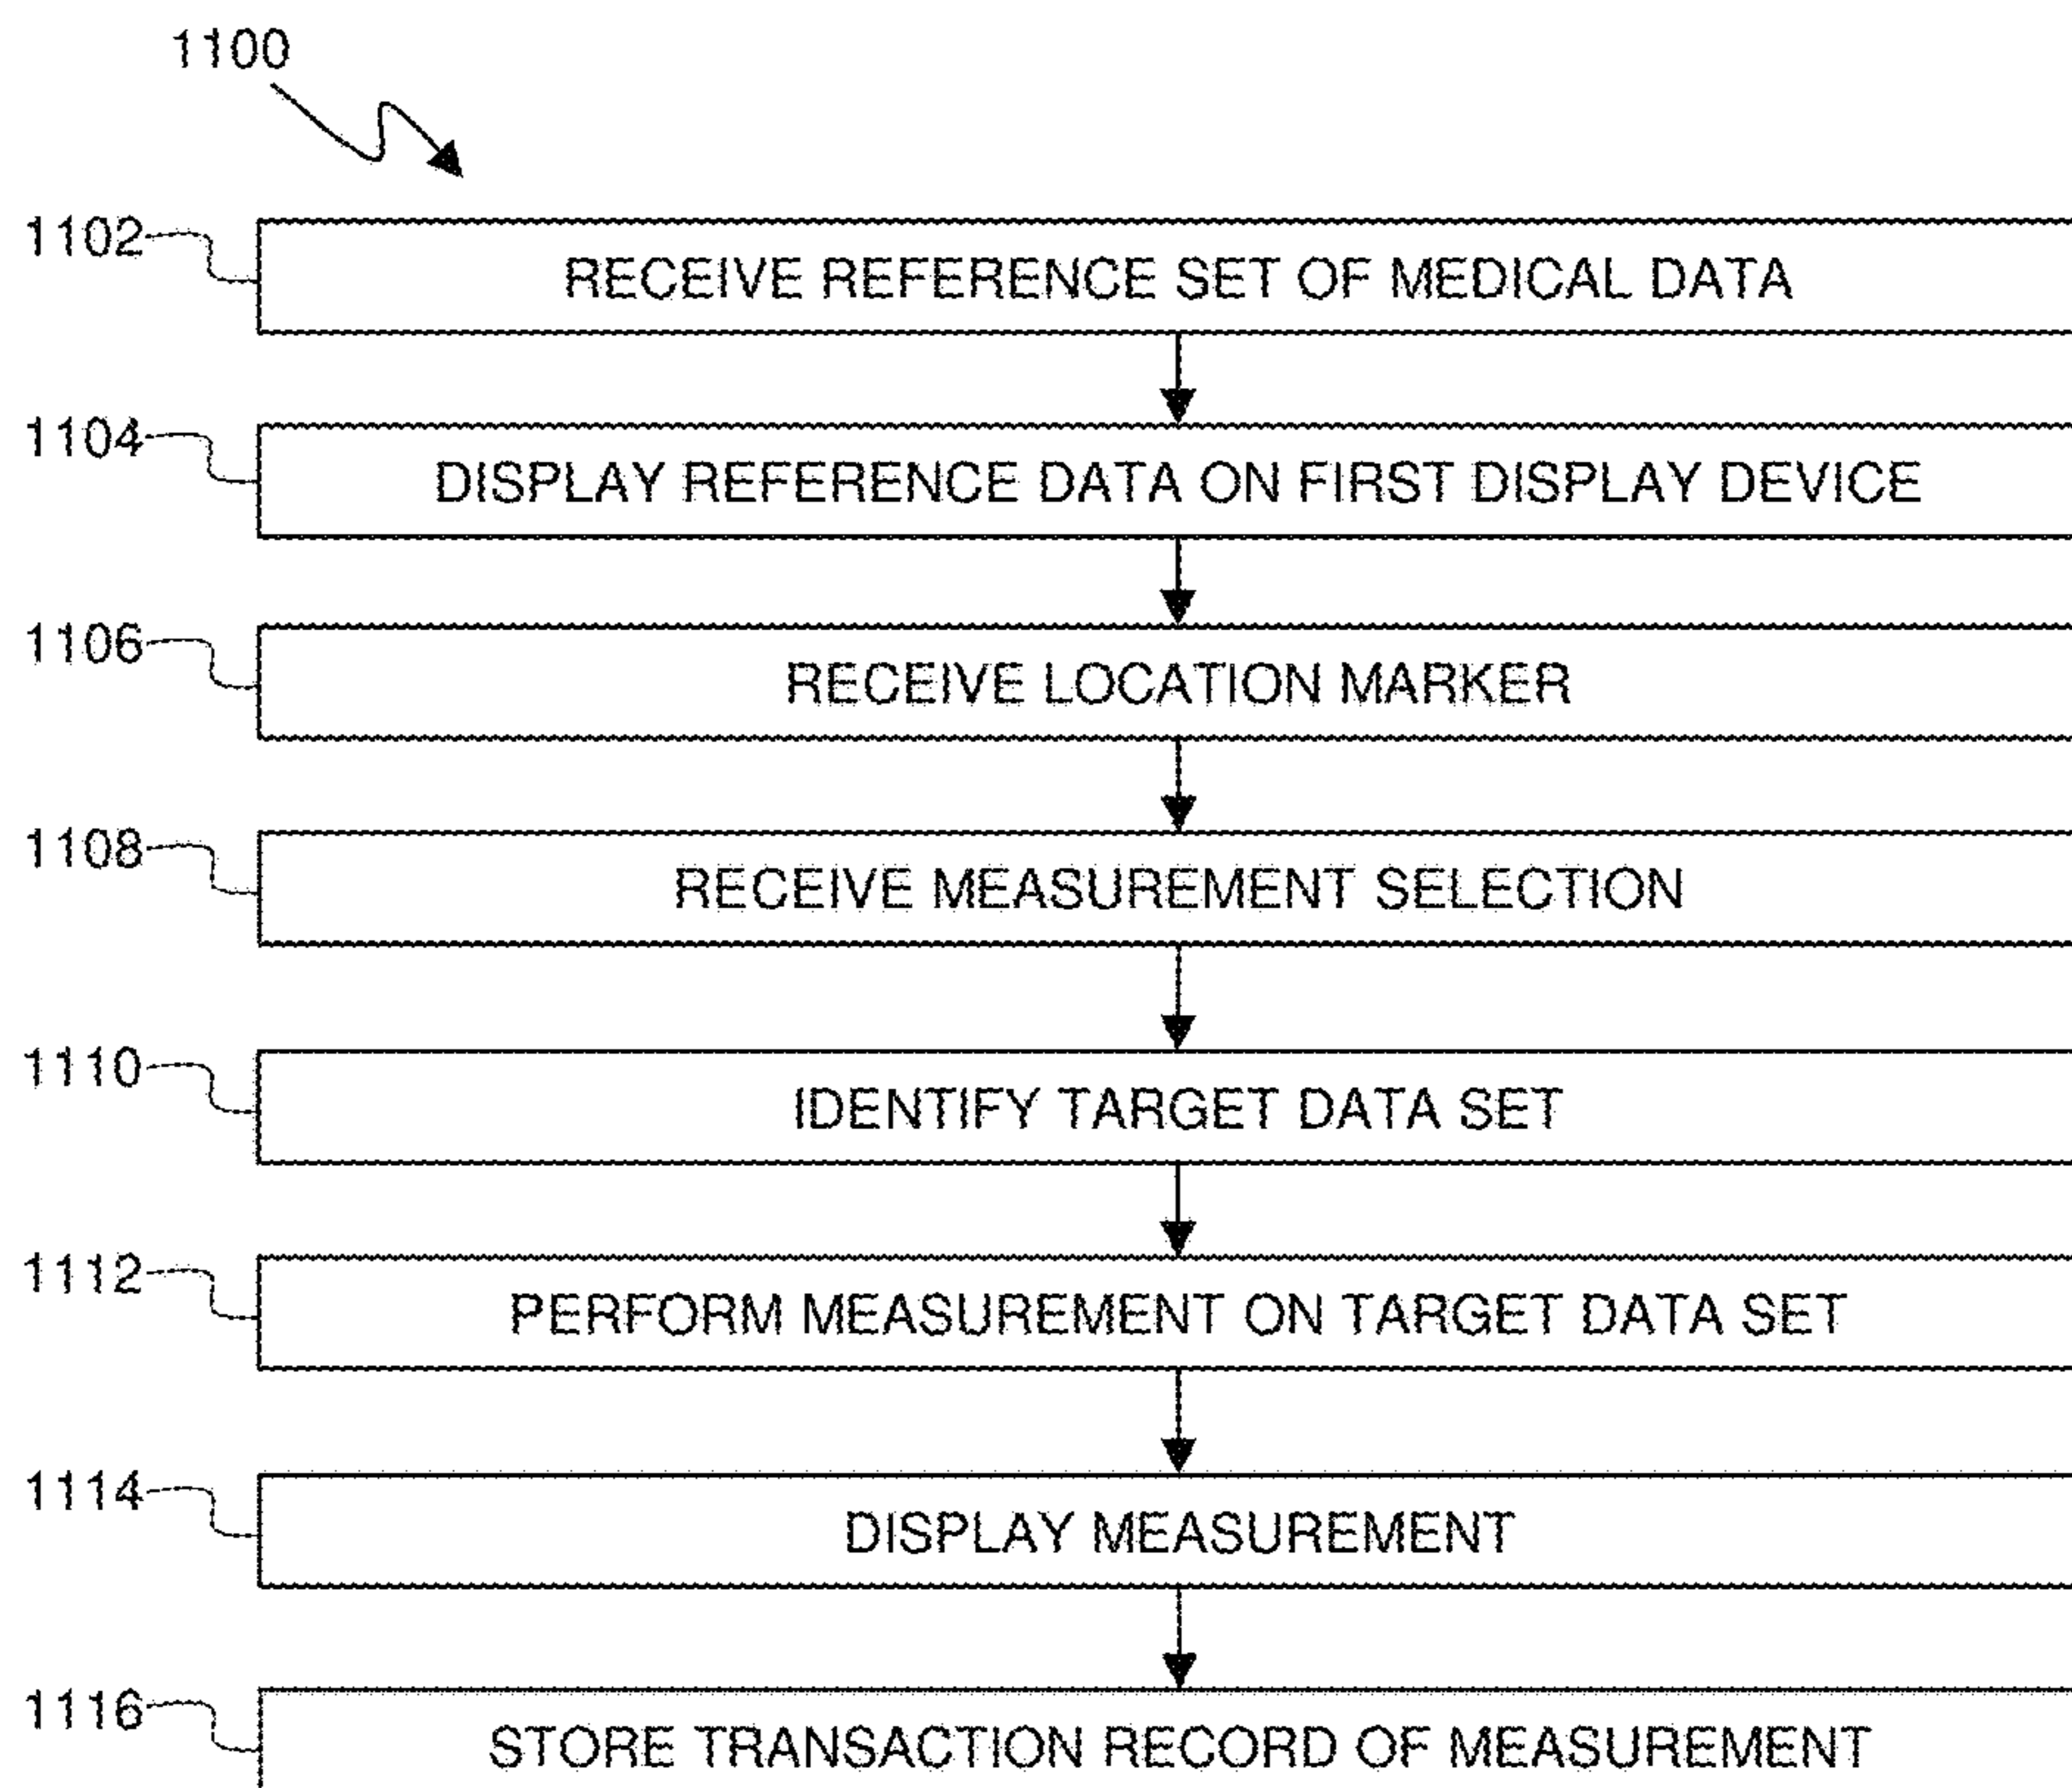 1100
1102 RECEIVE REFERENCE SET OF MEDICAL DATA
1104 DISPLAY REFERENCE DATA ON FIRST DISPLAY DEVICE
1106 RECEIVE LOCATION MARKER
1108 RECEIVE MEASUREMENT SELECTION
1110 IDENTIFY TARGET DATA SET
1112 PERFORM MEASUREMENT ON TARGET DATA SET
1114 DISPLAY MEASUREMENT
1116 STORE TRANSACTION RECORD OF MEASUREMENT